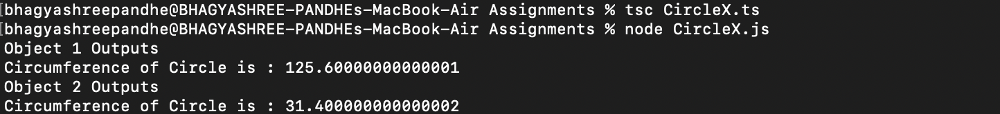 [bhagyashreepandhe@BHAGYASHREE-PANDHEs-MacBook-Air Assignments % tsc CircleX.ts
[bhagyashreepandhe@BHAGYASHREE-PANDHEs-MacBook-Air Assignments % node CircleX.js
Object 1 Outputs
Circumference of Circle is : 125.60000000000001
Object 2 Outputs
Circumference of Circle is : 31.400000000000002